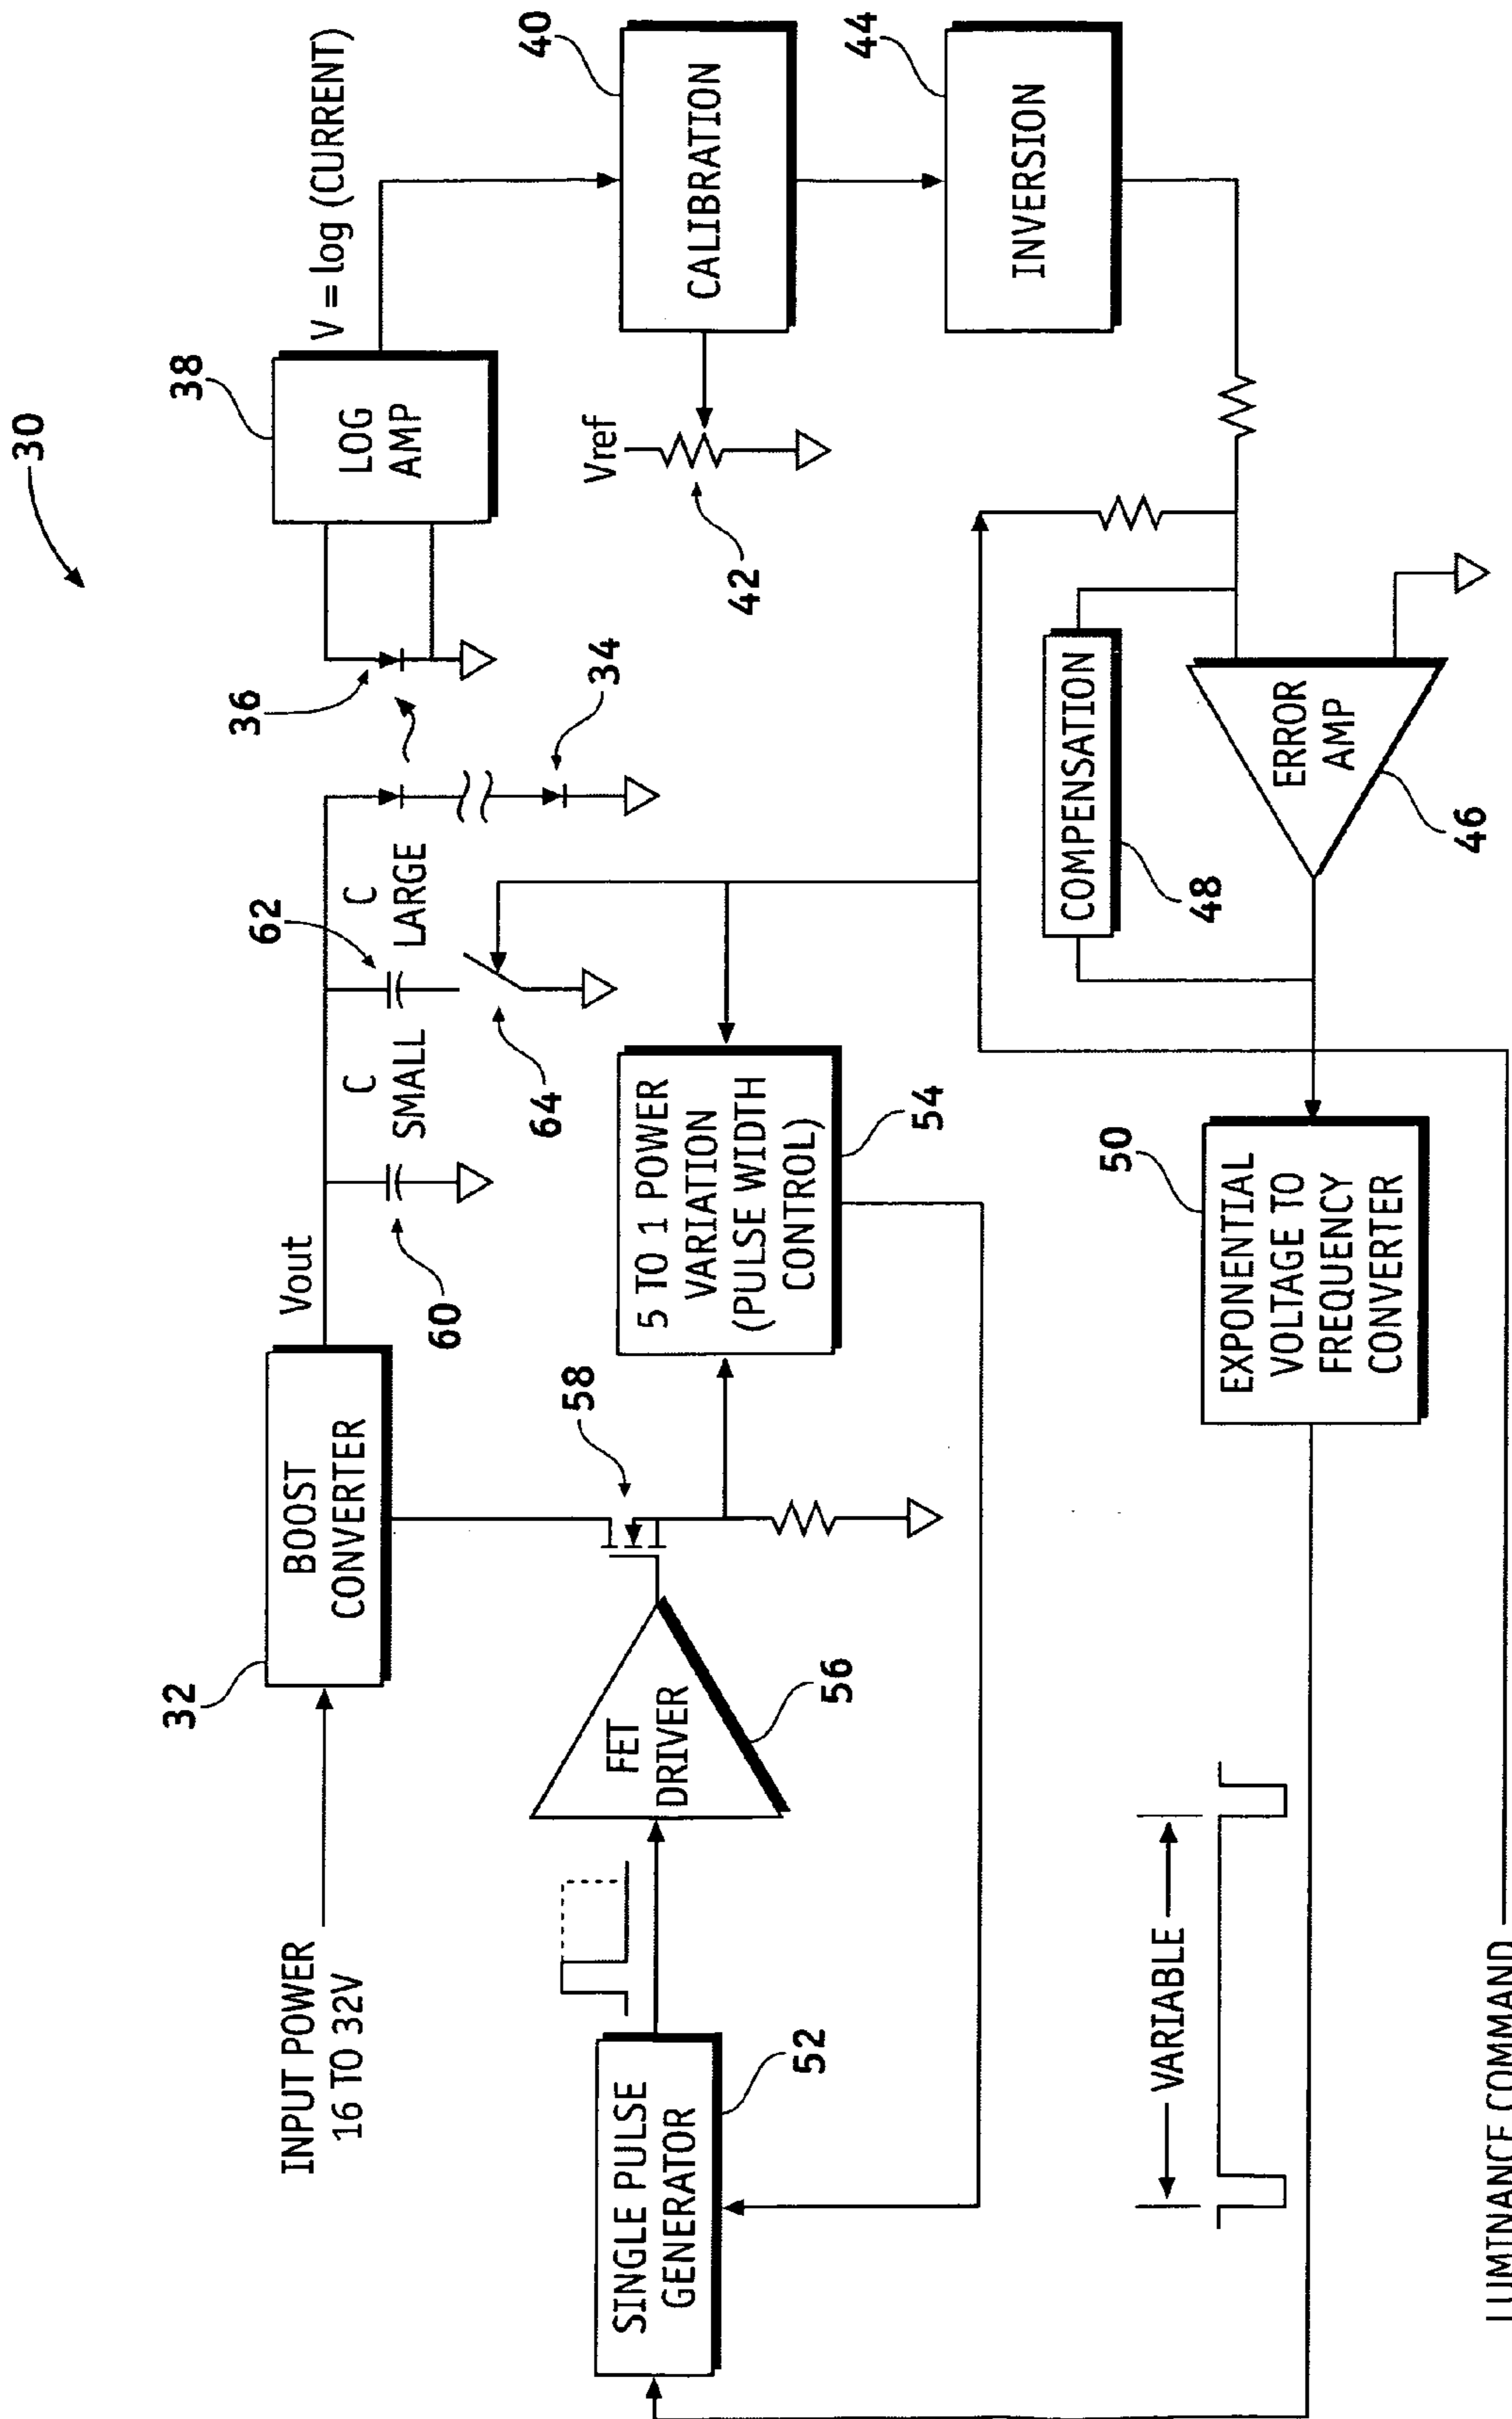 30
INPUT POWER
16 TO 32V
32
BOOST
CONVERTER
Vout
60
C
SMALL
62
C
LARGE
64
34
36
38
LOG
AMP
V = log (CURRENT)
40
CALIBRATION
Vref
42
44
INVERSION
SINGLE PULSE
GENERATOR
52
FET
DRIVER
56
58
5 TO 1 POWER
VARIATION
(PULSE WIDTH
CONTROL)
54
COMPENSATION
48
ERROR
AMP
46
VARIABLE
50
EXPONENTIAL
VOLTAGE TO
FREQUENCY
CONVERTER
LUMINANCE COMMAND